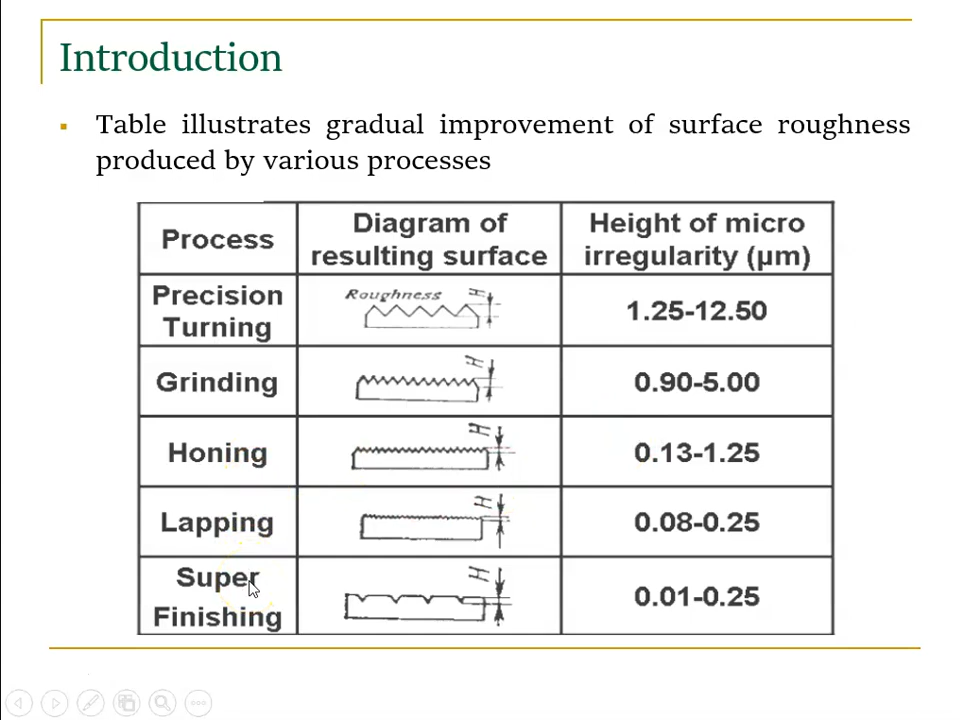 Introduction
Table illustrates gradual improvement of surface roughness
produced by various processes
Process
Diagram of
resulting surface
Height of micro
irregularity (µm)
Precision
Turning
Roughness H
1.25-12.50
Grinding
H
0.90-5.00
Honing
H
0.13-1.25
Lapping
H
0.08-0.25
Super
Finishing
H
0.01-0.25